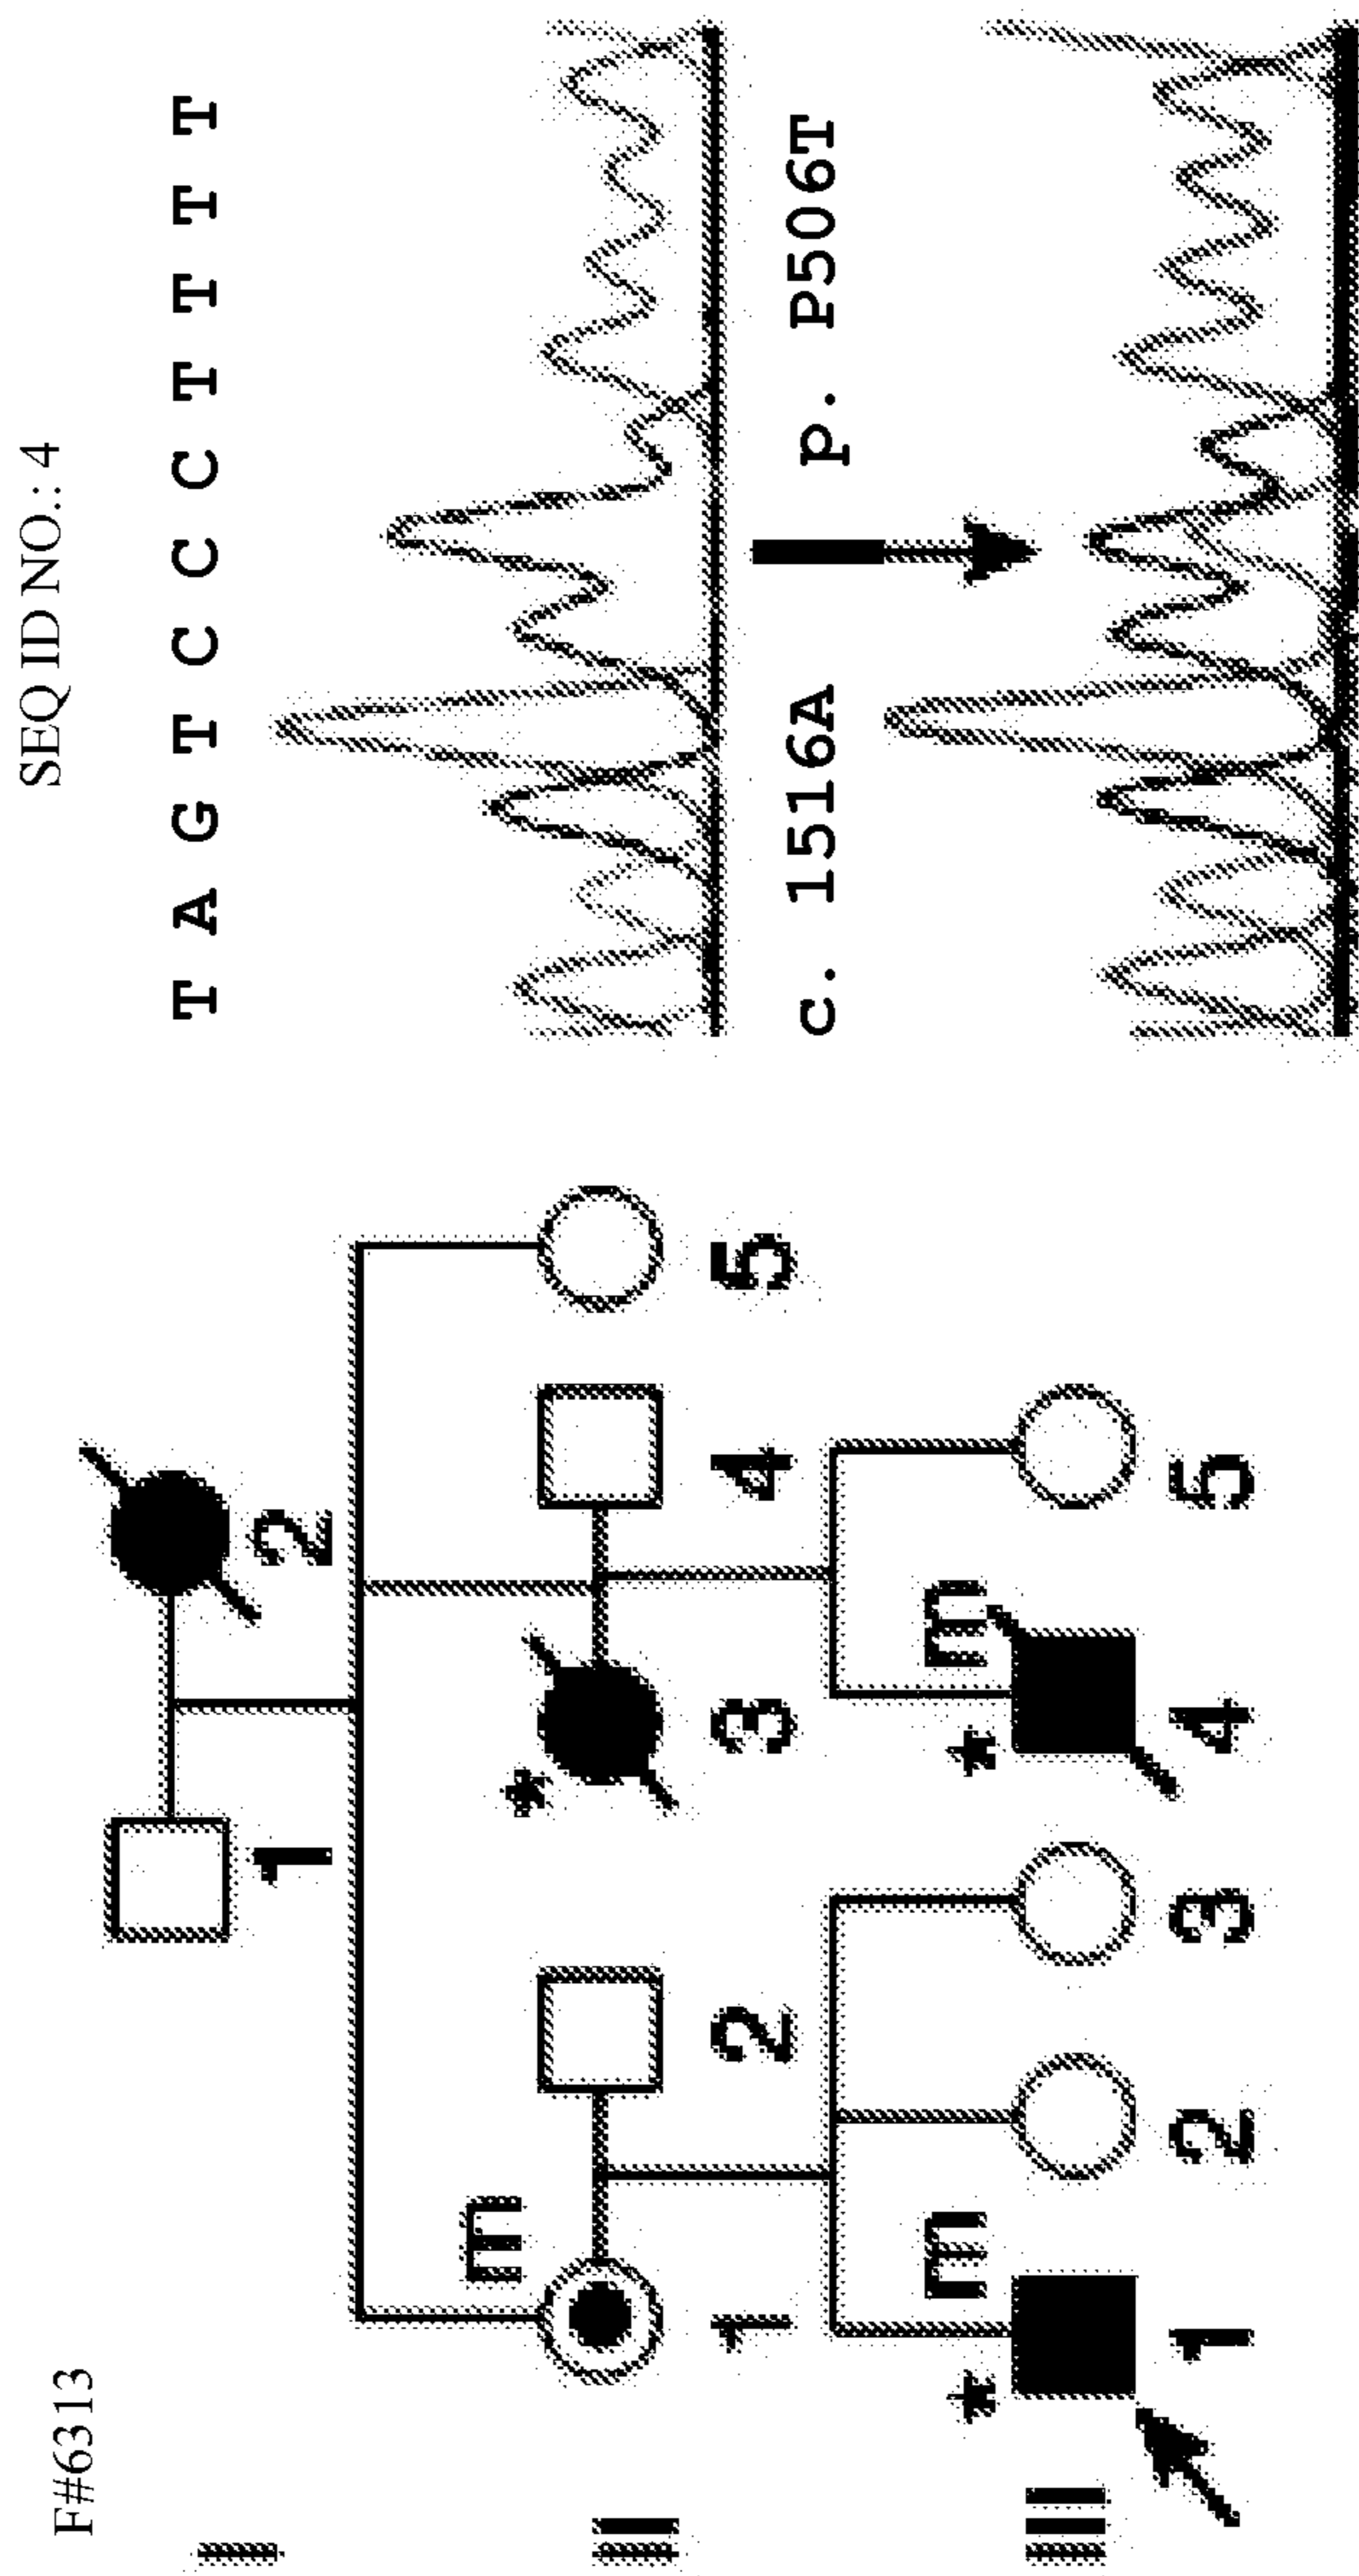 F#6313
I
1 2
m *
II
1 2 3 4 5
* m * m
III
1 2 3 4 5
SEQ ID NO.: 4
T A G T C C C T T T T
c. 1516A p. P506T